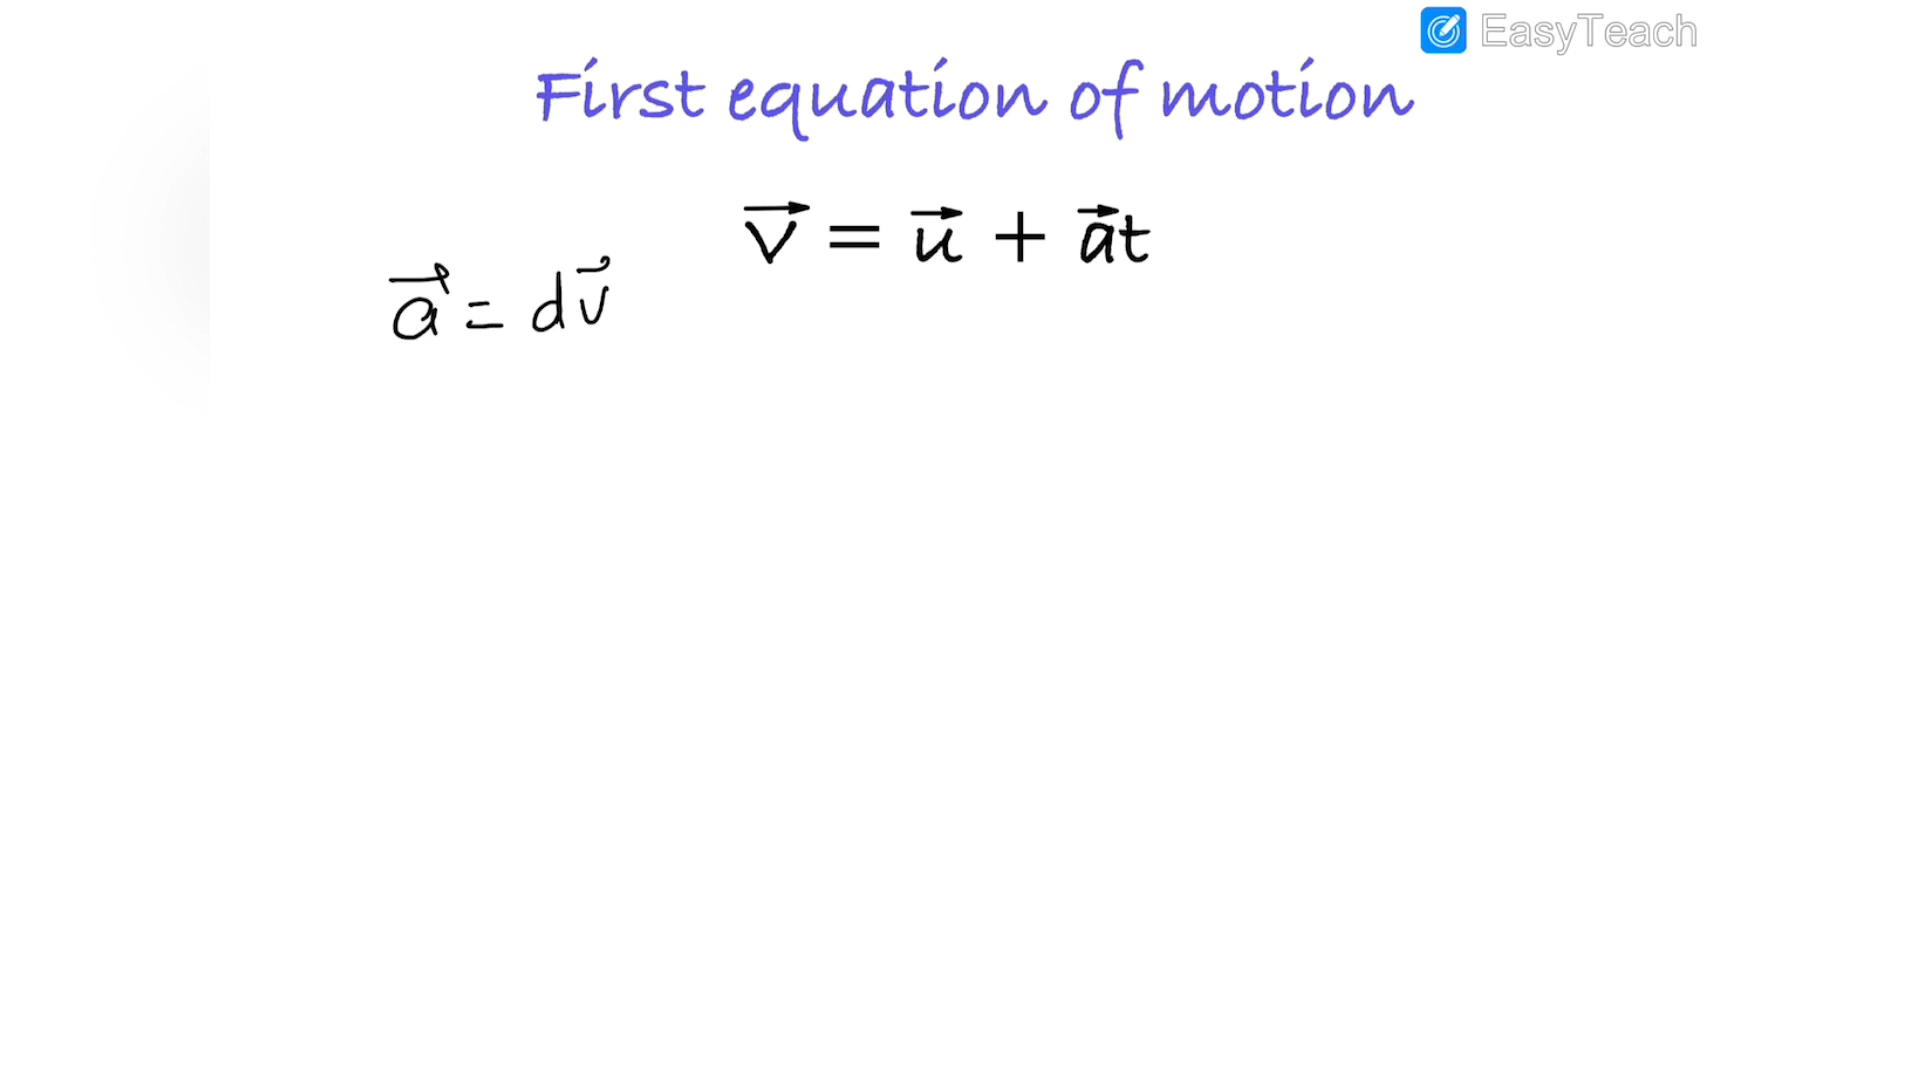 EasyTeach
First equation of motion
v⃗ = u⃗ + a⃗t
a⃗ = dv⃗